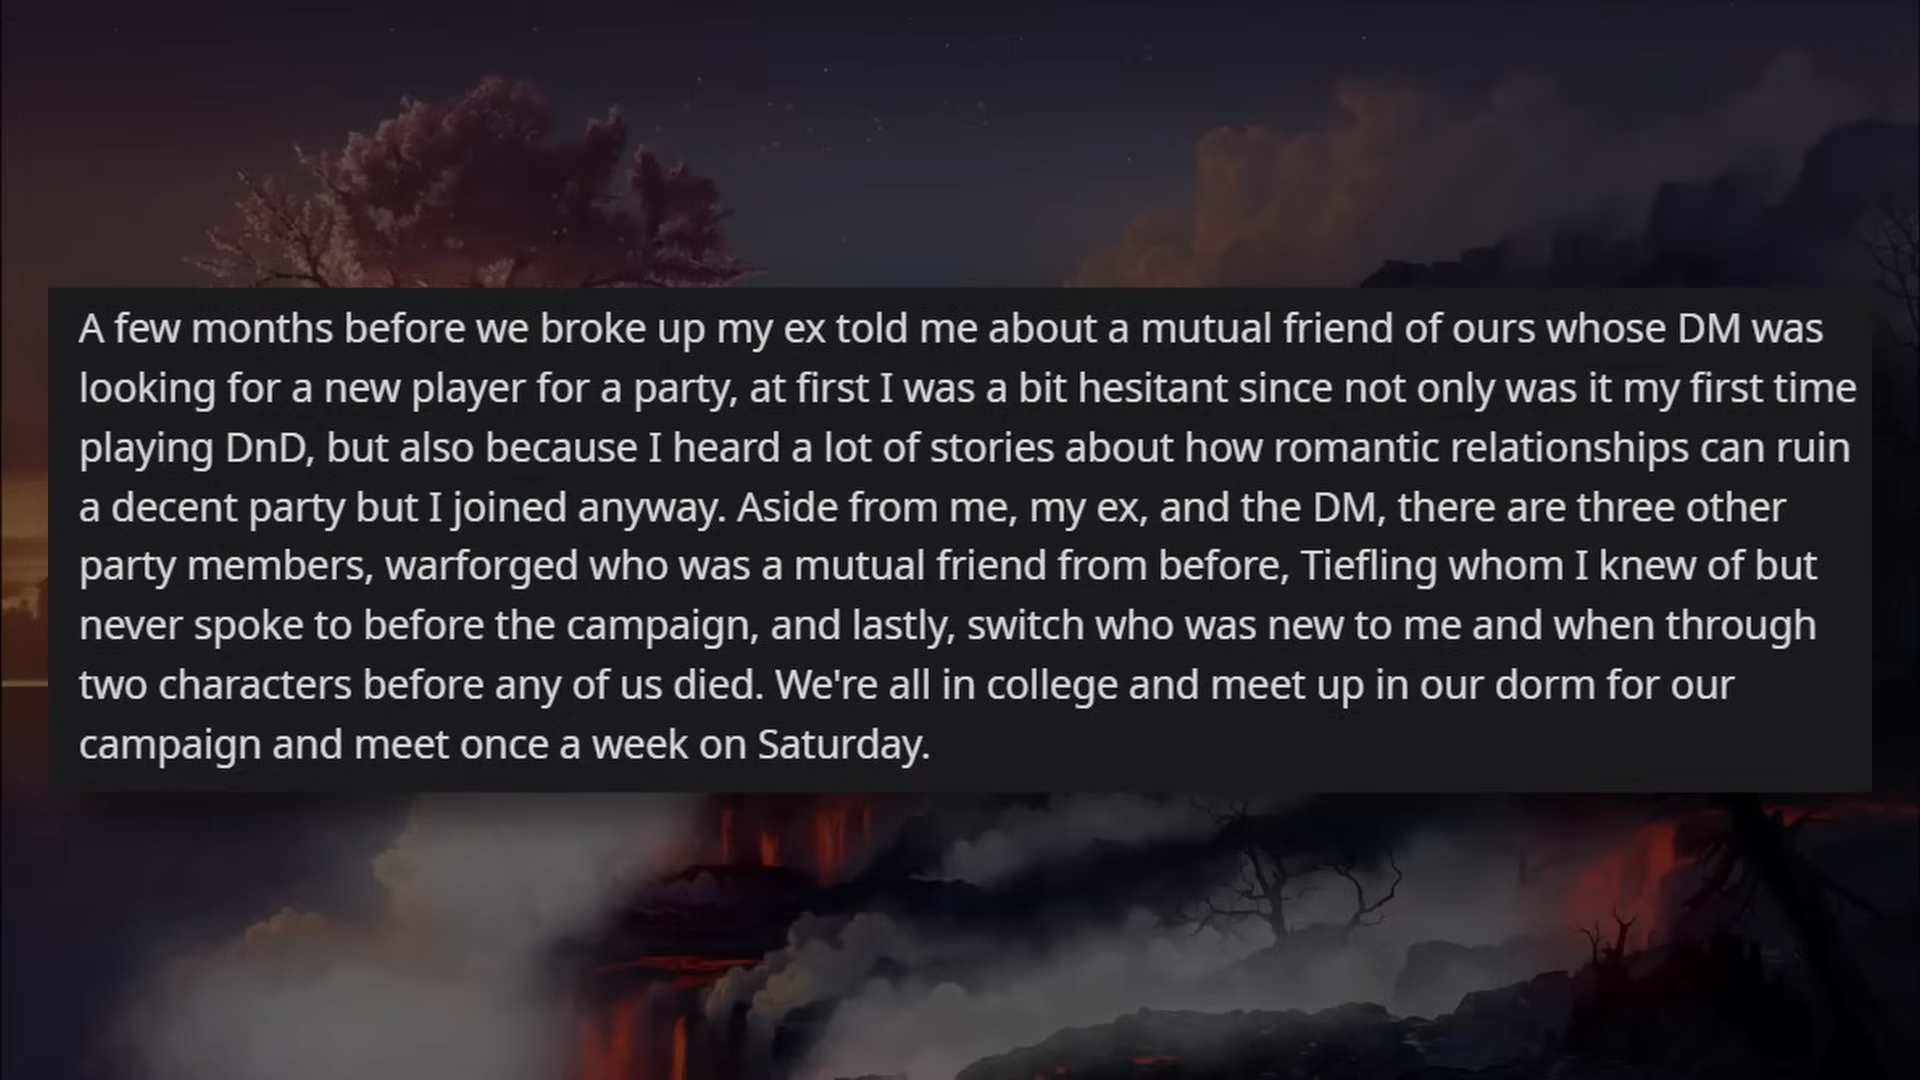 A few months before we broke up my ex told me about a mutual friend of ours whose DM was
looking for a new player for a party, at first I was a bit hesitant since not only was it my first time
playing DnD, but also because I heard a lot of stories about how romantic relationships can ruin
a decent party but I joined anyway. Aside from me, my ex, and the DM, there are three other
party members, warforged who was a mutual friend from before, Tiefling whom I knew of but
never spoke to before the campaign, and lastly, switch who was new to me and when through
two characters before any of us died. We're all in college and meet up in our dorm for our
campaign and meet once a week on Saturday.